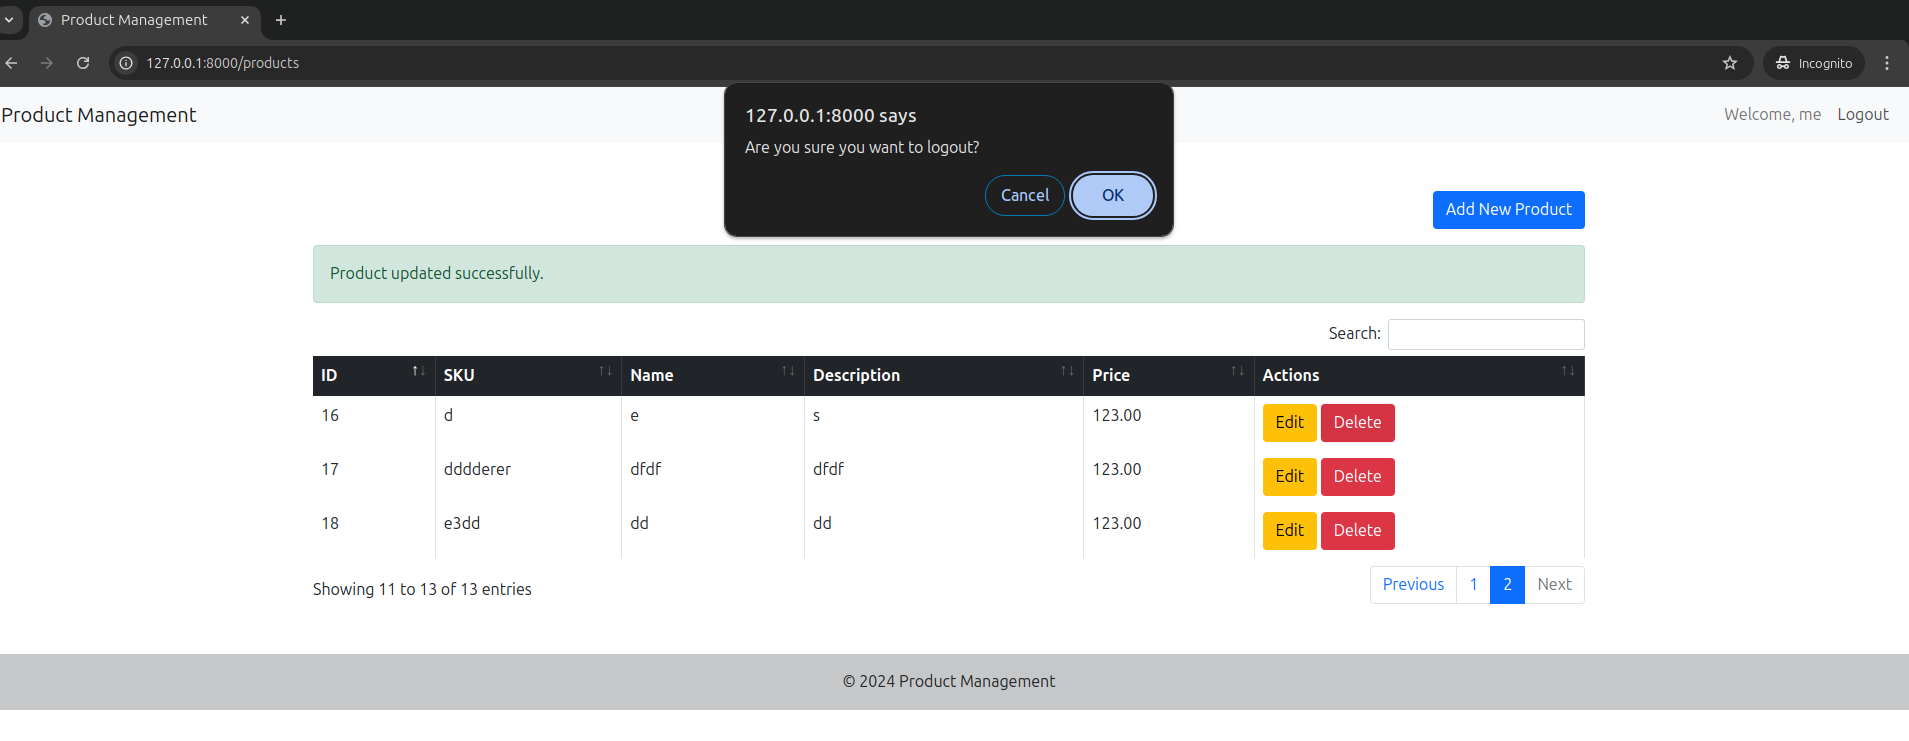 Product Management
127.0.0.1:8000/products
Incognito
Product Management
Welcome, me Logout
127.0.0.1:8000 says
Are you sure you want to logout?
Cancel OK
Add New Product
Product updated successfully.
Search:
ID SKU Name Description Price Actions
16 d e s 123.00 Edit Delete
17 dddderer dfdf dfdf 123.00 Edit Delete
18 e3dd dd dd 123.00 Edit Delete
Showing 11 to 13 of 13 entries
Previous 1 2 Next
© 2024 Product Management